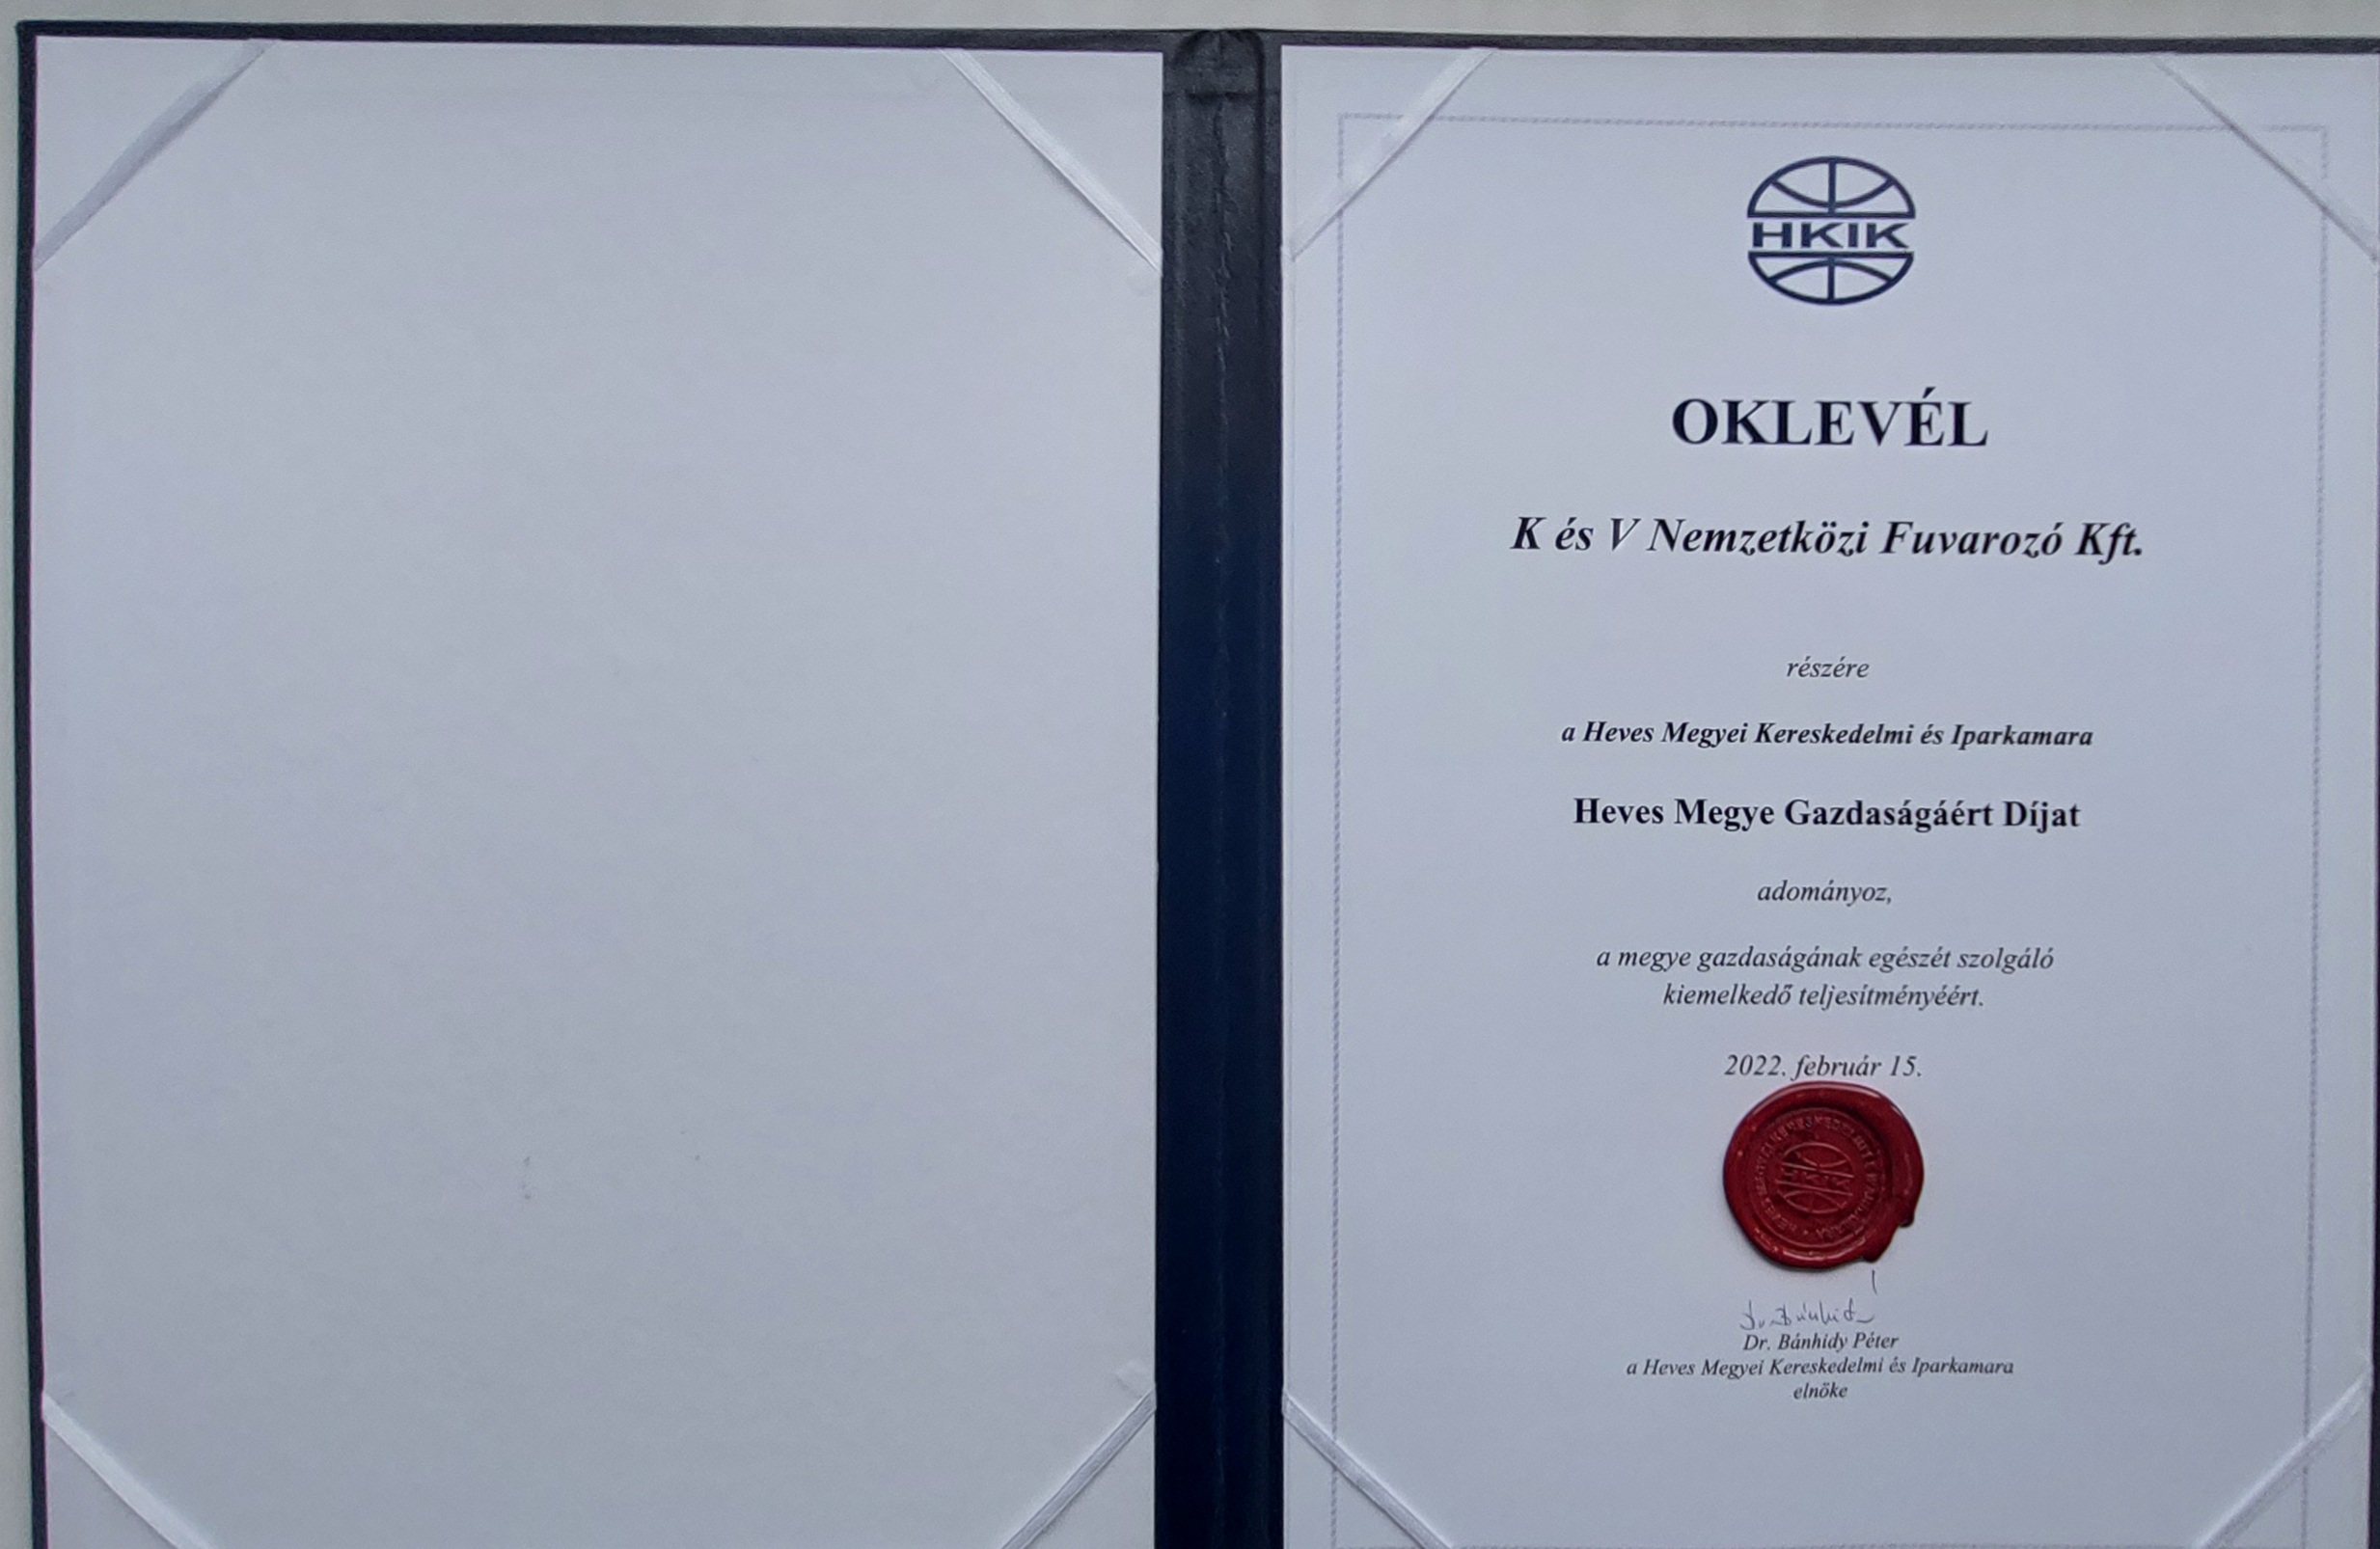 HKIK
OKLEVÉL
K és V Nemzetközi Fuvarozó Kft.
részére
a Heves Megyei Kereskedelmi és Iparkamara
Heves Megye Gazdaságáért Díjat
adományoz,
a megye gazdaságának egészét szolgáló
kiemelkedő teljesítményéért.
2022. február 15.
HKIK
Dr. Bánhidy Péter
a Heves Megyei Kereskedelmi és Iparkamara
elnöke